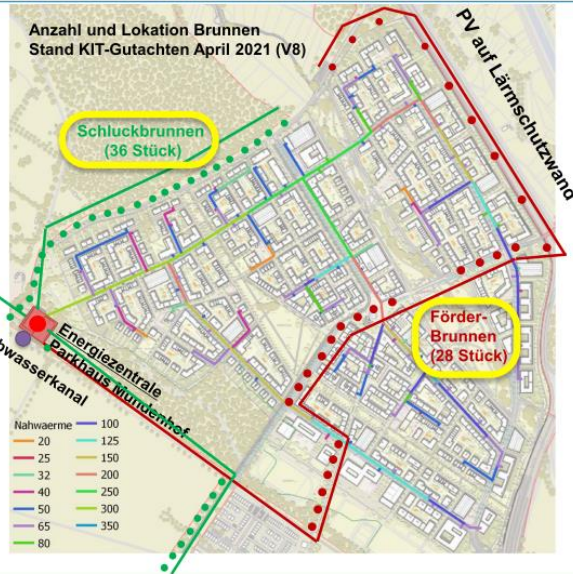 Anzahl und Lokation Brunnen
Stand KIT-Gutachten April 2021 (V8)
PV auf Lärmschutzwand
Schluckbrunnen
(36 Stück)
Förder-
Brunnen
(28 Stück)
Energiezentrale
Parkhaus Mundenhof
bwasserkanal
Nahwaerme
20
25
32
40
50
65
80
100
125
150
200
250
300
350